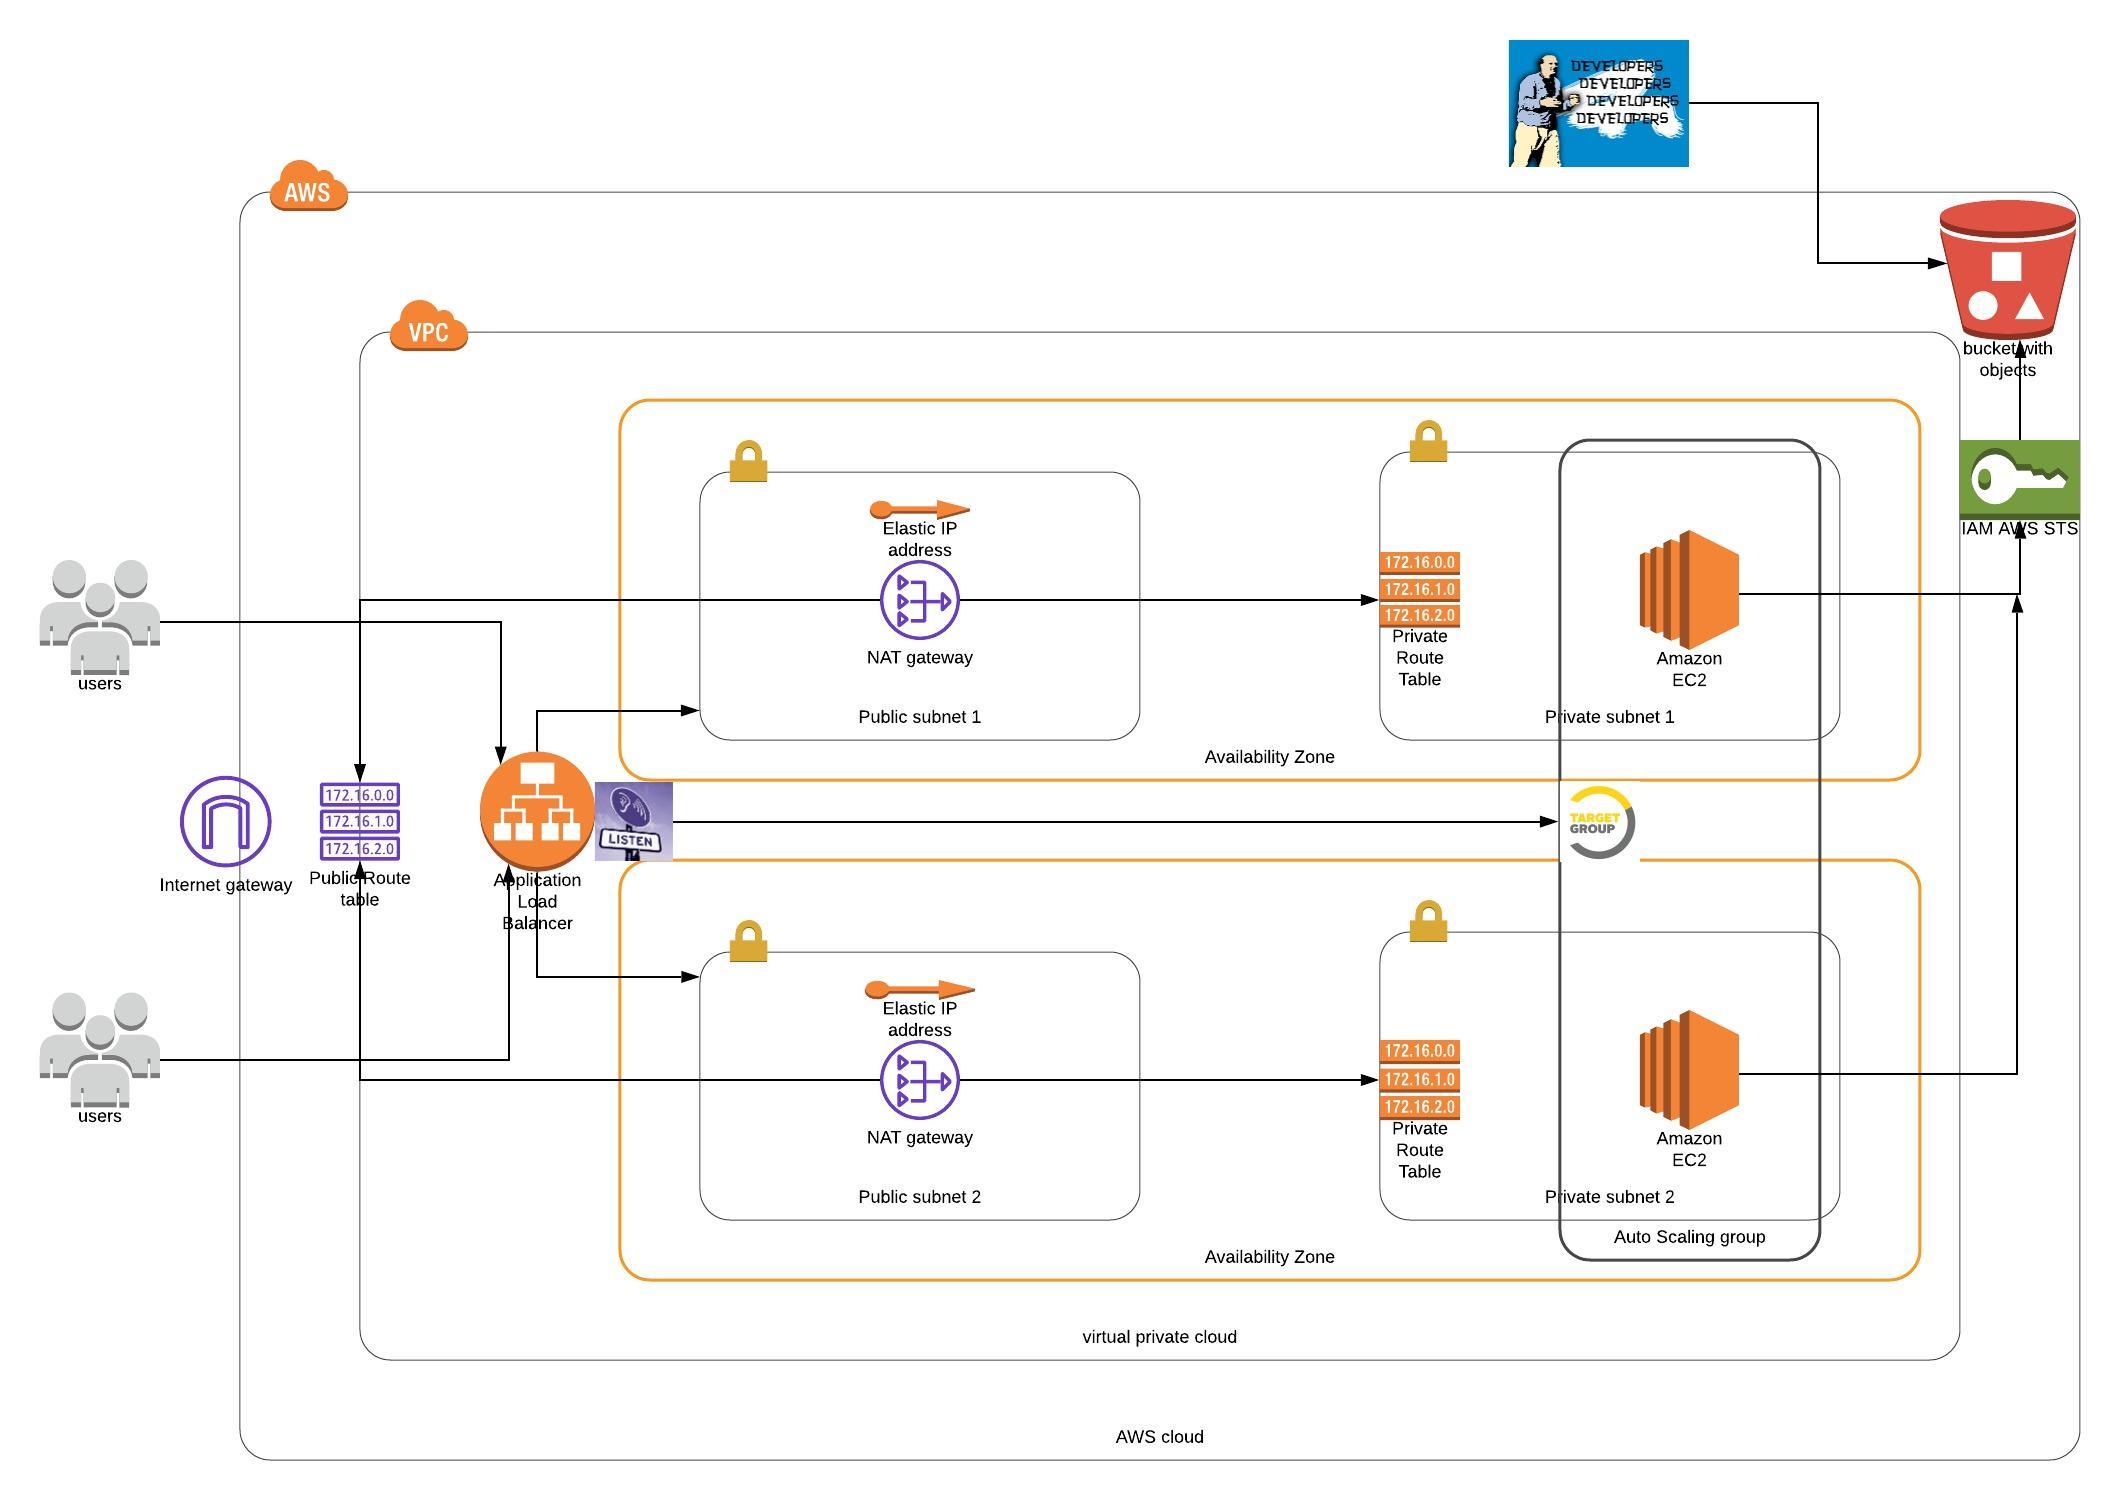 DEVELOPERS
DEVELOPERS
DEVELOPERS
DEVELOPERS
AWS
VPC
bucket with
objects
IAM AWS STS
Elastic IP
address
NAT gateway
Public subnet 1
172.16.0.0
172.16.1.0
172.16.2.0
Private
Route
Table
Amazon
EC2
Private subnet 1
Availability Zone
users
Internet gateway
172.16.0.0
172.16.1.0
172.16.2.0
Public Route
table
Application
Load
Balancer
LISTEN
TARGET
GROUP
users
Elastic IP
address
NAT gateway
Public subnet 2
172.16.0.0
172.16.1.0
172.16.2.0
Private
Route
Table
Amazon
EC2
Private subnet 2
Auto Scaling group
Availability Zone
virtual private cloud
AWS cloud